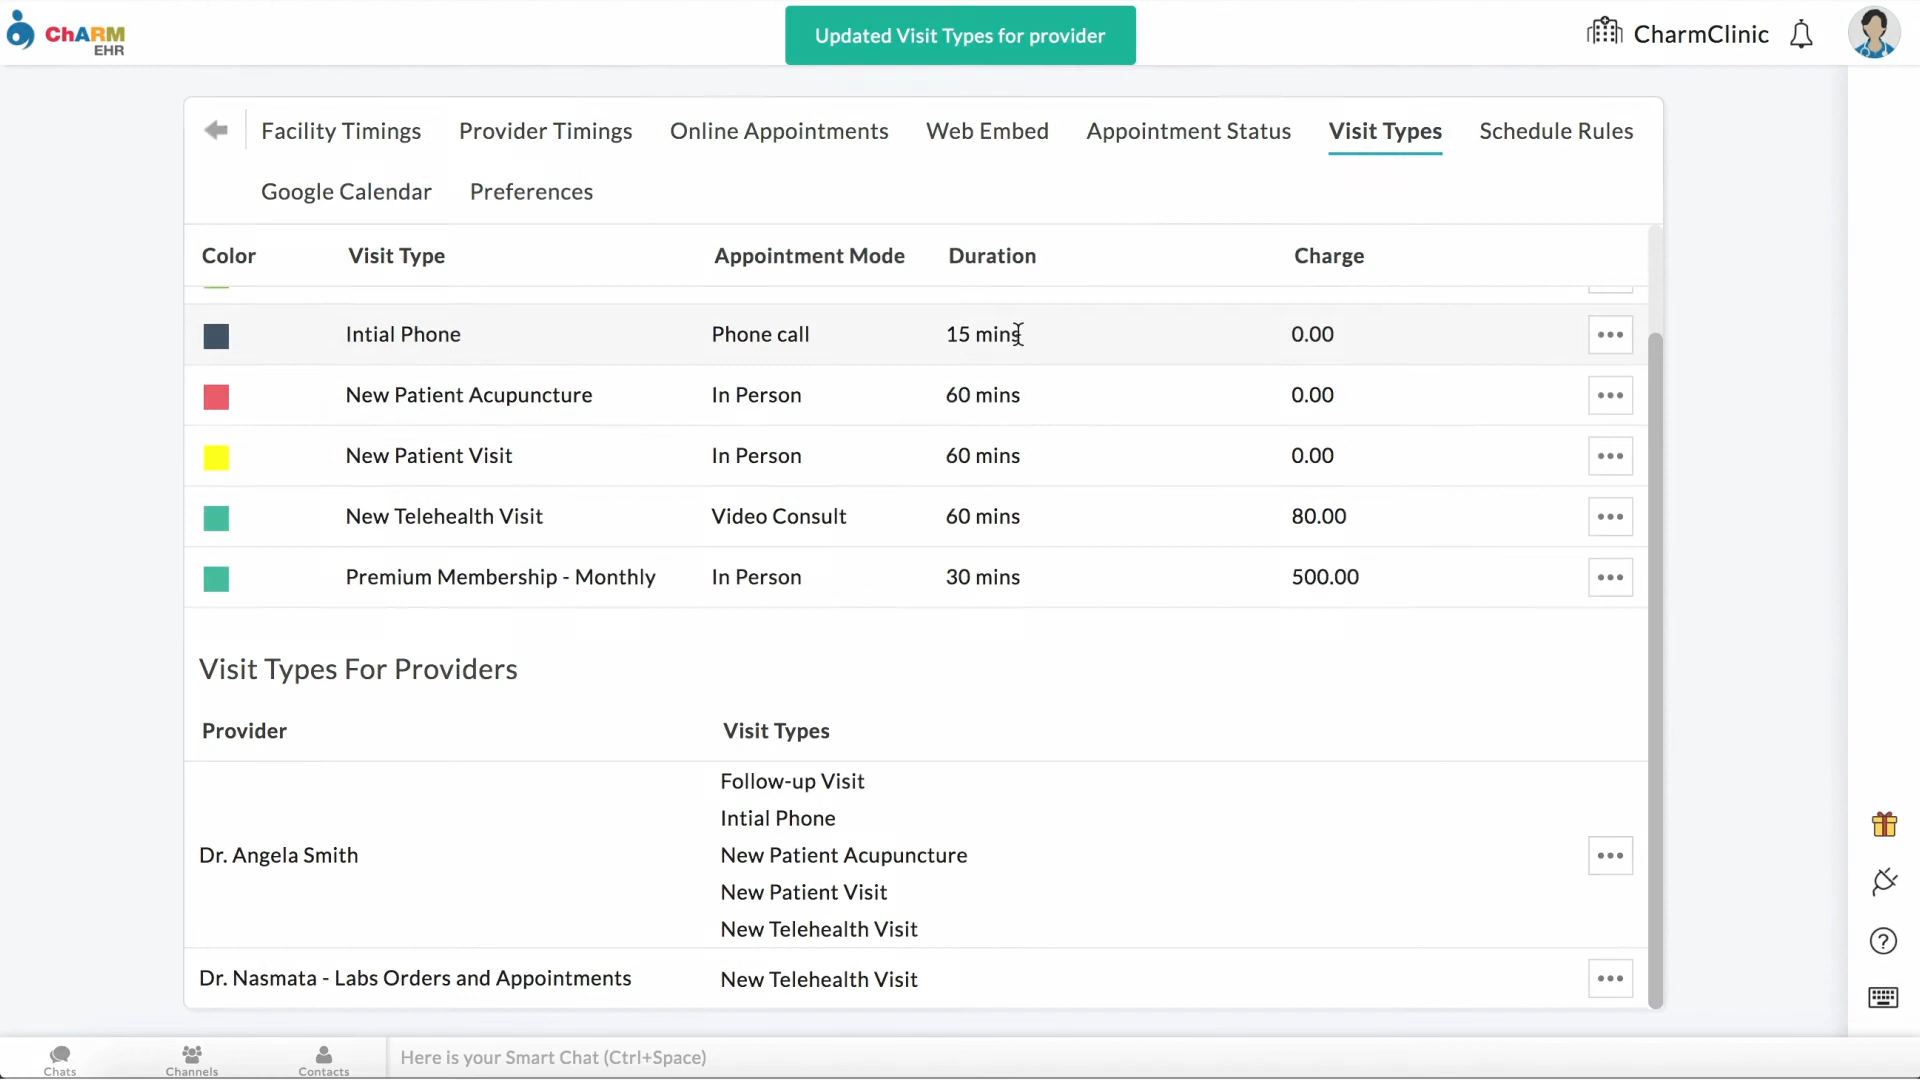 ChARM
EHR
Updated Visit Types for provider
CharmClinic
Facility Timings Provider Timings Online Appointments Web Embed Appointment Status Visit Types Schedule Rules
Google Calendar Preferences
Color Visit Type Appointment Mode Duration Charge
Intial Phone Phone call 15 mins 0.00
New Patient Acupuncture In Person 60 mins 0.00
New Patient Visit In Person 60 mins 0.00
New Telehealth Visit Video Consult 60 mins 80.00
Premium Membership - Monthly In Person 30 mins 500.00
Visit Types For Providers
Provider Visit Types
Follow-up Visit
Intial Phone
Dr. Angela Smith New Patient Acupuncture
New Patient Visit
New Telehealth Visit
Dr. Nasmata - Labs Orders and Appointments New Telehealth Visit
Chats Channels Contacts Here is your Smart Chat (Ctrl+Space)